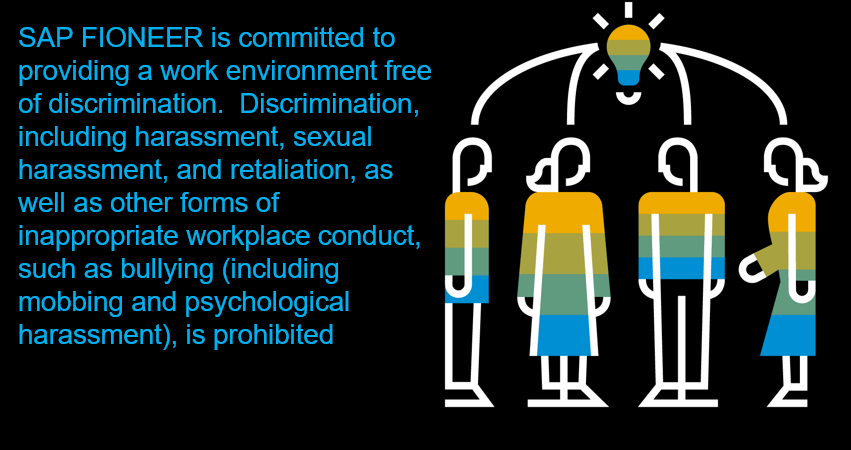 SAP FIONEER is committed to
providing a work environment free
of discrimination.  Discrimination,
including harassment, sexual
harassment, and retaliation, as
well as other forms of
inappropriate workplace conduct,
such as bullying (including
mobbing and psychological
harassment), is prohibited